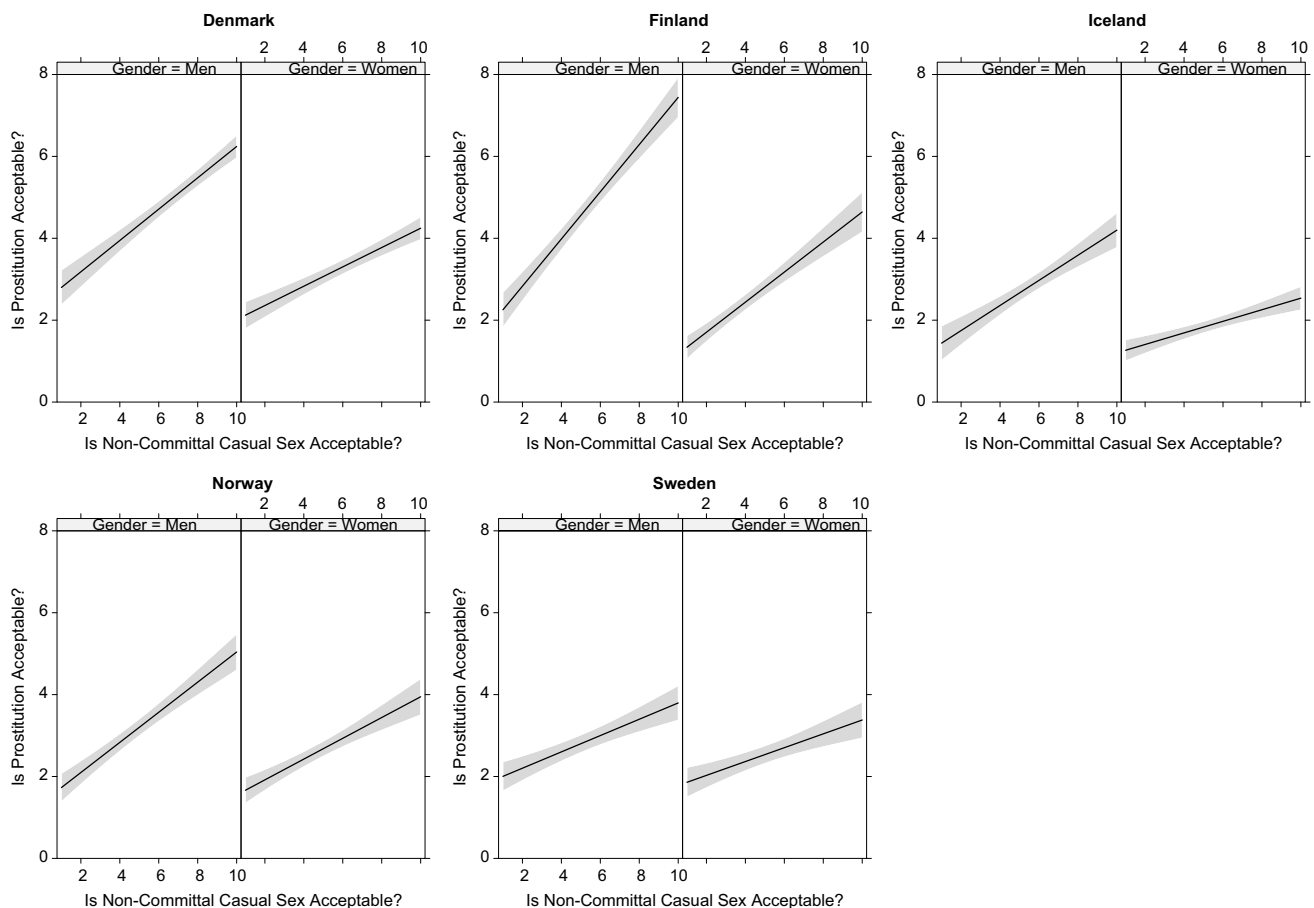 Denmark
2 4 6 8 10
Gender = Men Gender = Women
Is Prostitution Acceptable?
8
6
4
2
0
2 4 6 8 10
Is Non-Committal Casual Sex Acceptable?
Finland
2 4 6 8 10
Gender = Men Gender = Women
Is Prostitution Acceptable?
8
6
4
2
0
2 4 6 8 10
Is Non-Committal Casual Sex Acceptable?
Iceland
2 4 6 8 10
Gender = Men Gender = Women
Is Prostitution Acceptable?
8
6
4
2
0
2 4 6 8 10
Is Non-Committal Casual Sex Acceptable?
Norway
2 4 6 8 10
Gender = Men Gender = Women
Is Prostitution Acceptable?
8
6
4
2
0
2 4 6 8 10
Is Non-Committal Casual Sex Acceptable?
Sweden
2 4 6 8 10
Gender = Men Gender = Women
Is Prostitution Acceptable?
8
6
4
2
0
2 4 6 8 10
Is Non-Committal Casual Sex Acceptable?